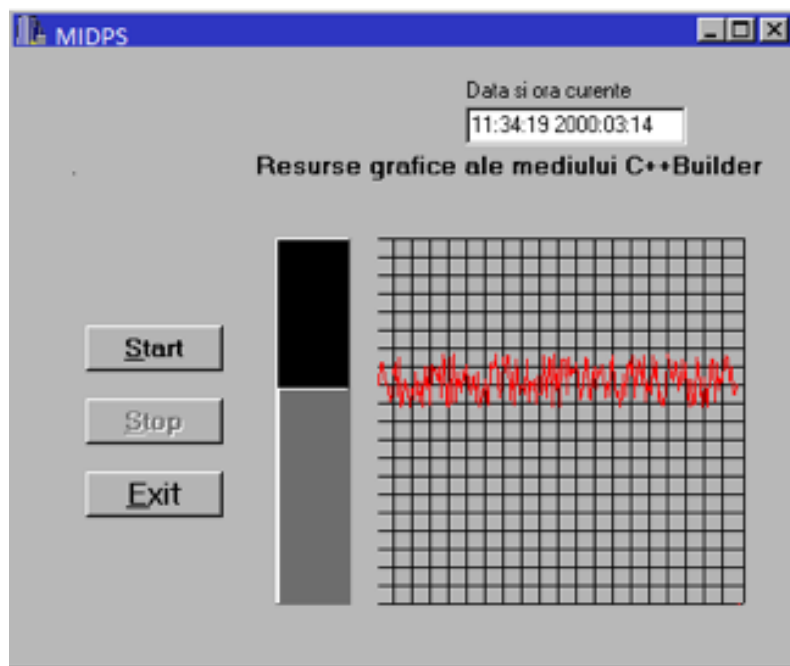 MIDPS
Data si ora curente
11:34:19 2000:03:14
Resurse grafice ale mediului C++Builder
Start
Stop
Exit